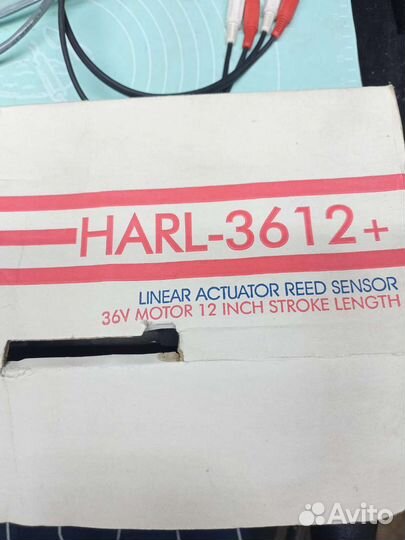 HARL-3612+
LINEAR ACTUATOR REED SENSOR
36V MOTOR 12 INCH STROKE LENGTH
Avito